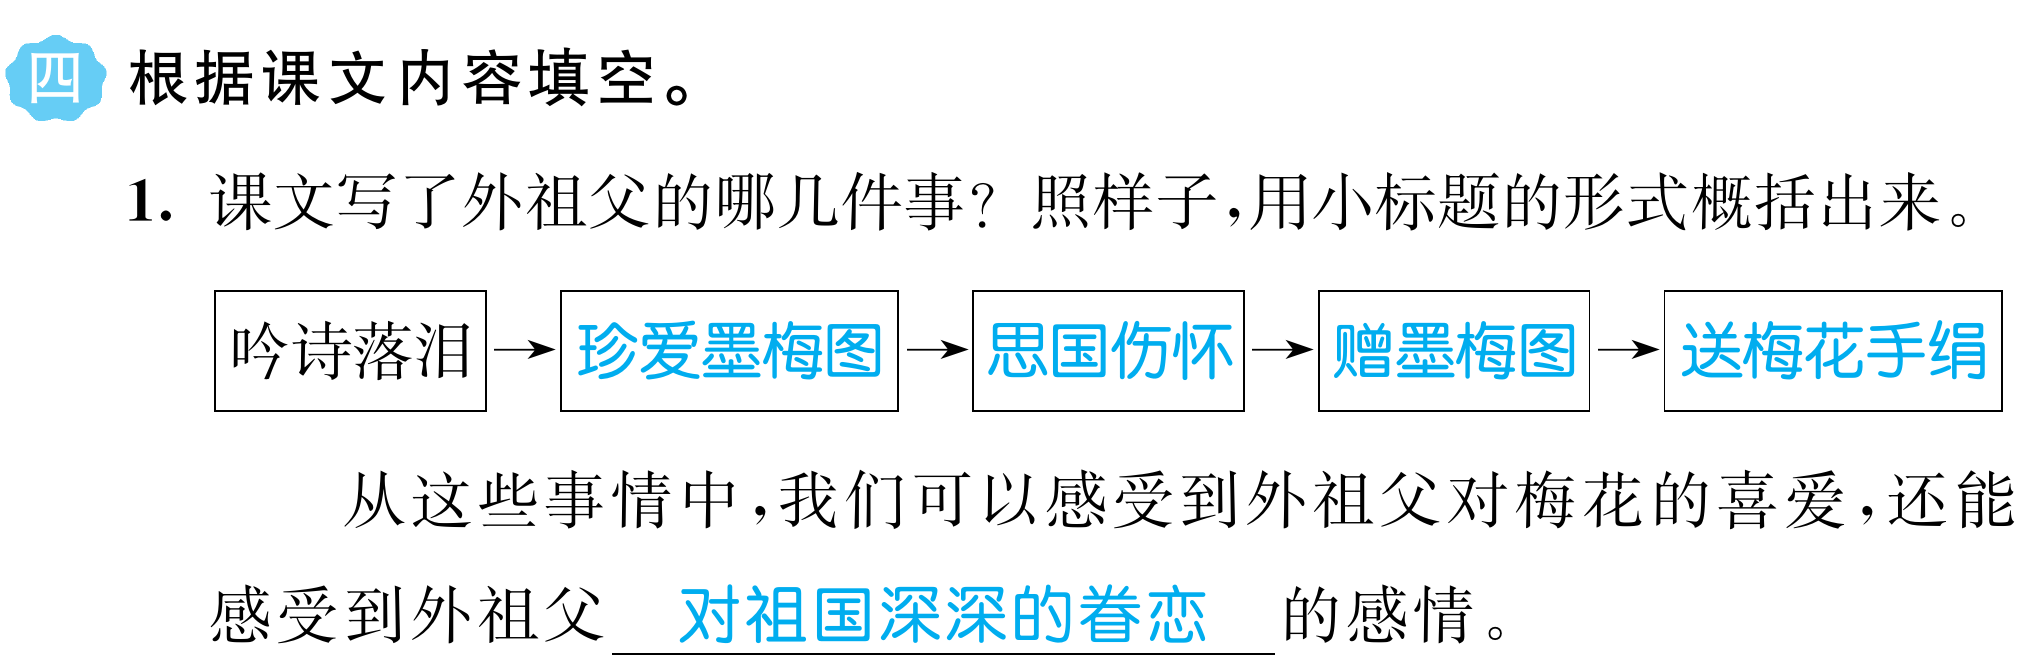 四 根据课文内容填空。
1. 课文写了外祖父的哪几件事？照样子，用小标题的形式概括出来。
吟诗落泪→珍爱墨梅图→思国伤怀→赠墨梅图→送梅花手绢
从这些事情中，我们可以感受到外祖父对梅花的喜爱，还能
感受到外祖父 对祖国深深的眷恋 的感情。